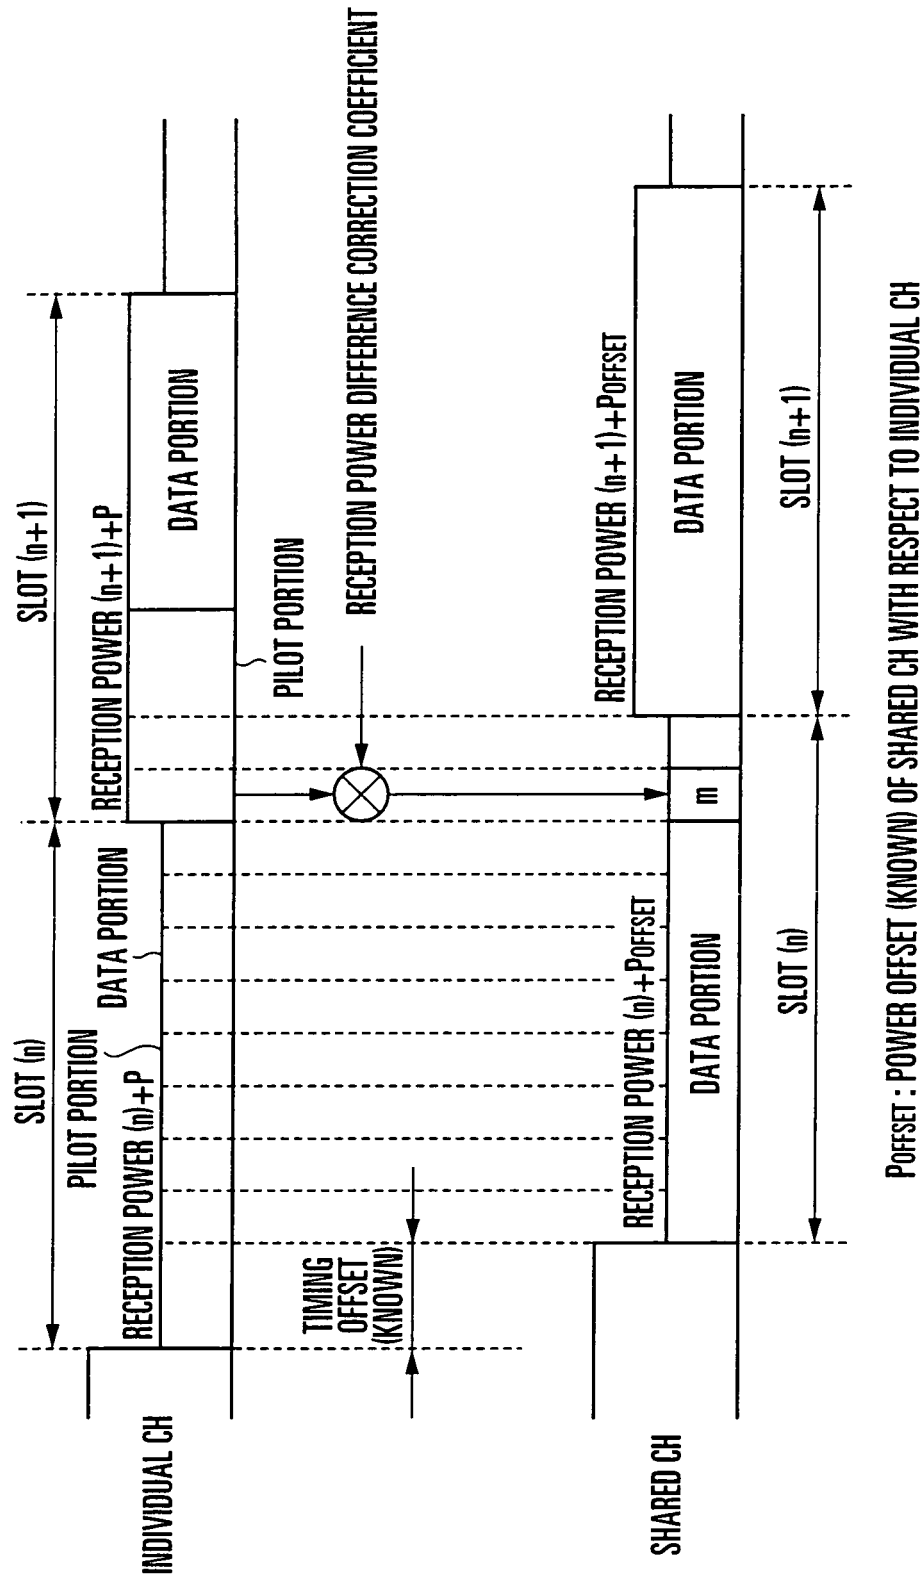 SLOT (n)
SLOT (n+1)
PILOT PORTION
DATA PORTION
RECEPTION POWER (n)+P
RECEPTION POWER (n+1)+P
INDIVIDUAL CH
DATA PORTION
PILOT PORTION
TIMING
OFFSET
(KNOWN)
RECEPTION POWER DIFFERENCE CORRECTION COEFFICIENT
RECEPTION POWER (n)+POFFSET
RECEPTION POWER (n+1)+POFFSET
SHARED CH
DATA PORTION
m
DATA PORTION
SLOT (n)
SLOT (n+1)
POFFSET : POWER OFFSET (KNOWN) OF SHARED CH WITH RESPECT TO INDIVIDUAL CH